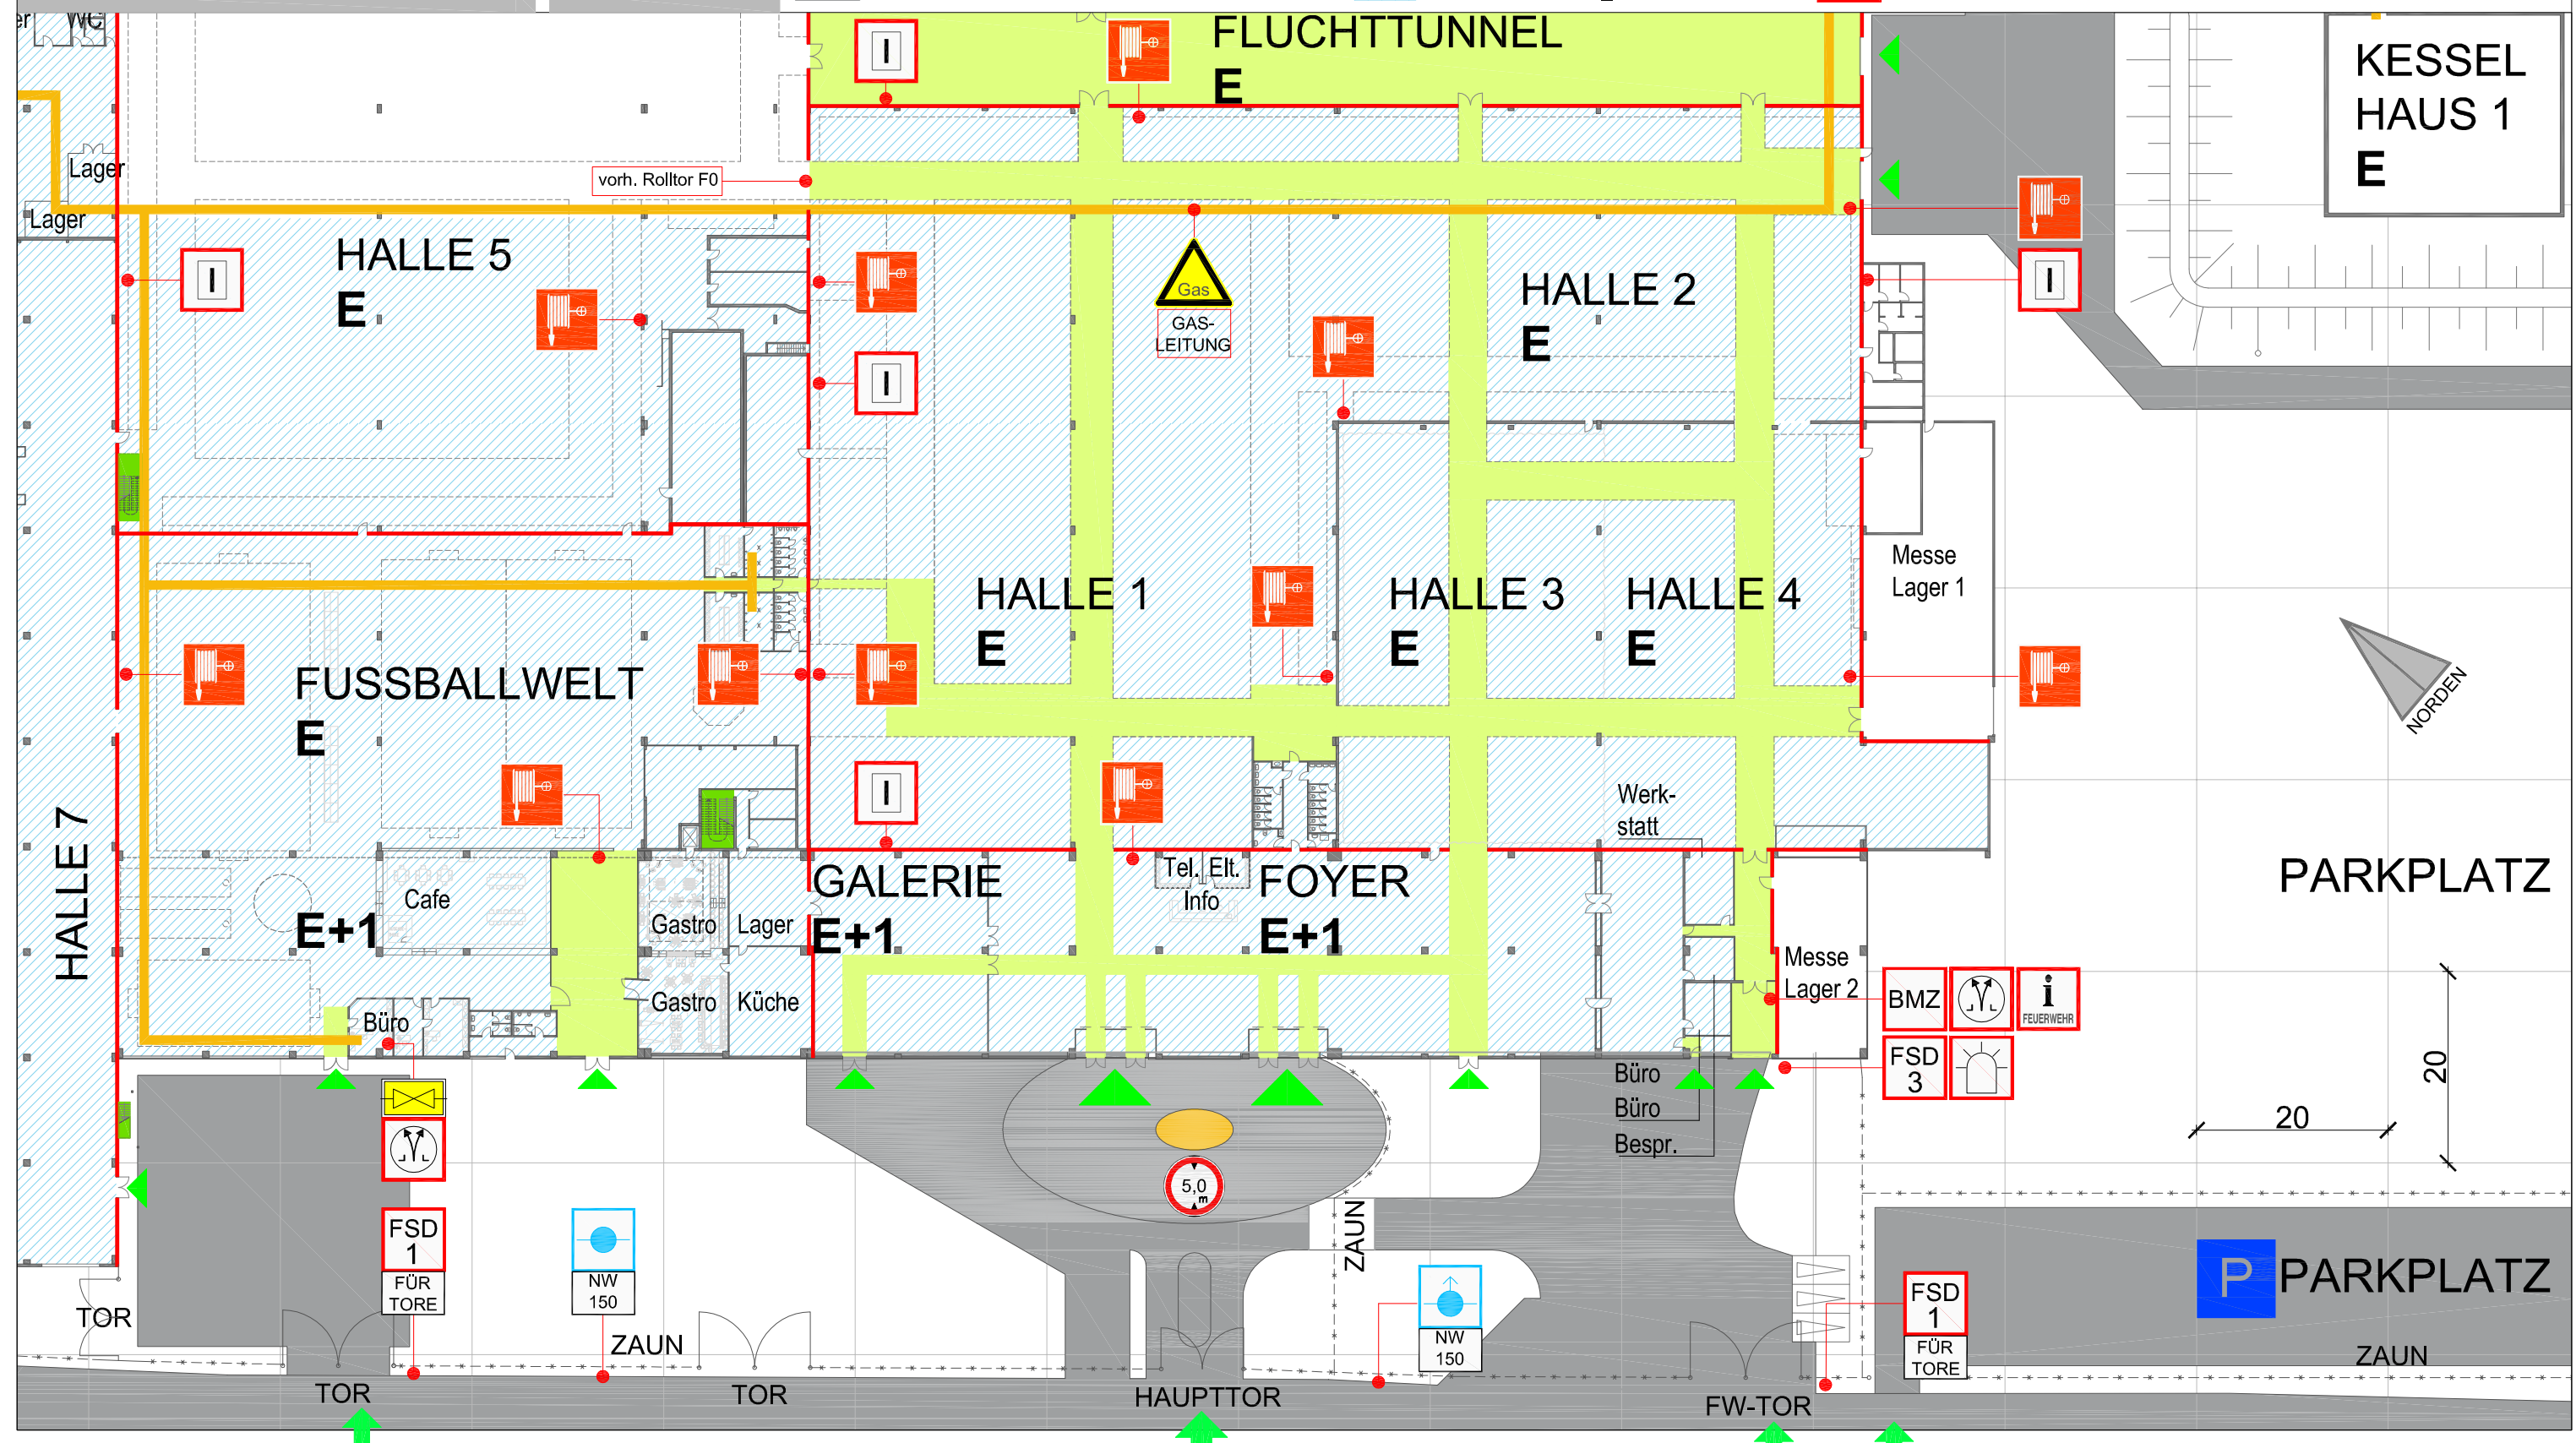 WC
FLUCHTTUNNEL
E
KESSEL
HAUS 1
E
I
Lager
vorh. Rolltor F0
Lager
HALLE 5
E
I
Gas
GAS-
LEITUNG
HALLE 2
E
I
I
HALLE 1
E
HALLE 3
E
HALLE 4
E
Messe
Lager 1
FUSSBALLWELT
E
NORDEN
I
Werk-
statt
HALLE 7
Cafe
E+1
Gastro
Lager
GALERIE
E+1
Tel. Elt.
Info
FOYER
E+1
PARKPLATZ
Messe
Lager 2
Büro
Gastro
Küche
BMZ
i
FEUERWEHR
FSD
3
Büro
Büro
Bespr.
20
20
5,0
m
FSD
1
FÜR
TORE
NW
150
ZAUN
NW
150
FSD
1
FÜR
TORE
P
PARKPLATZ
TOR
ZAUN
ZAUN
TOR
TOR
HAUPTTOR
FW-TOR